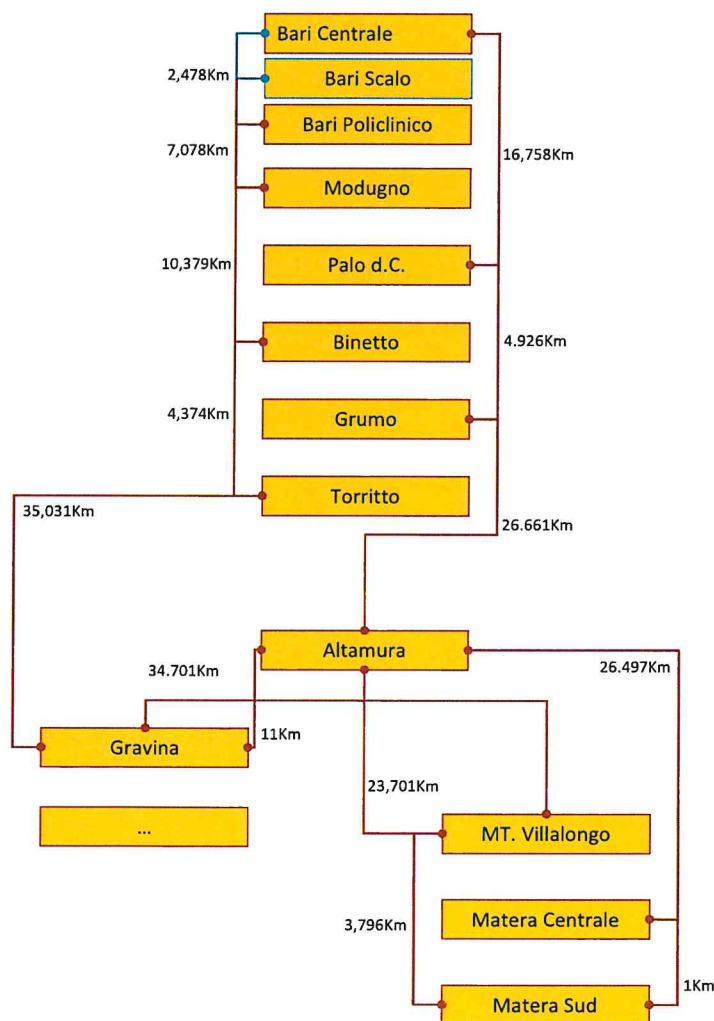 Bari Centrale
2,478Km
Bari Scalo
Bari Policlinico
7,078Km
16,758Km
Modugno
10,379Km
Palo d.C.
Binetto
4.926Km
4,374Km
Grumo
Torritto
35,031Km
26.661Km
Altamura
34.701Km
26.497Km
Gravina
11Km
23,701Km
...
MT. Villalongo
Matera Centrale
3,796Km
1Km
Matera Sud